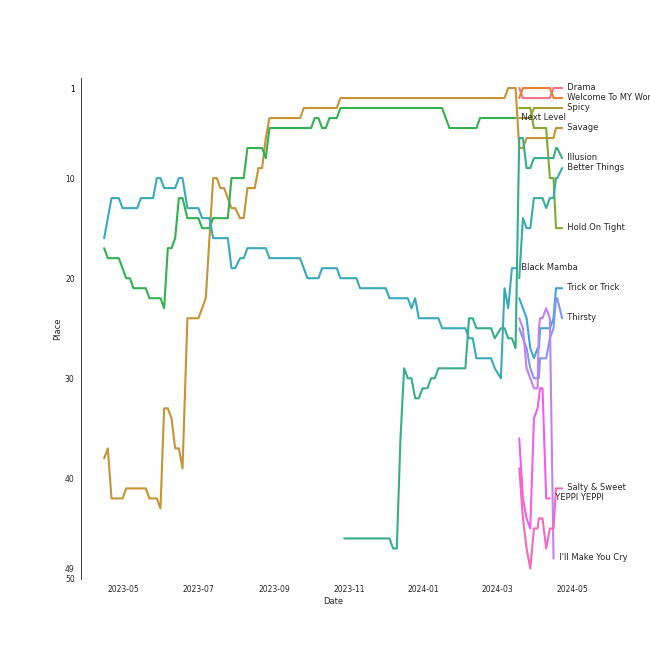 1
10
20
30
40
49
50
Place
2023-05
2023-07
2023-09
2023-11
2024-01
2024-03
2024-05
Date
Drama
Welcome To MY Wor
Spicy
Next Level
Savage
Illusion
Better Things
Hold On Tight
Black Mamba
Trick or Trick
Thirsty
Salty & Sweet
YEPPI YEPPI
I'll Make You Cry